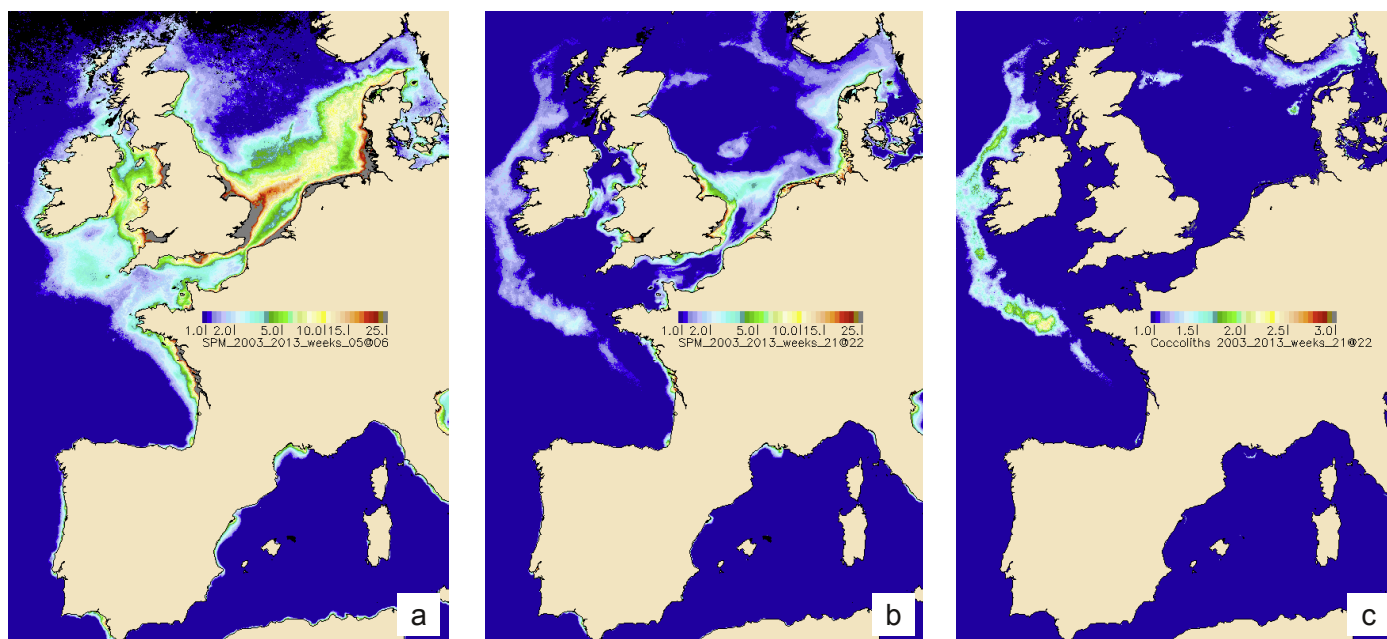 1.0 2.0 5.0 10.0 15. 25.
SPM_2003_2013_weeks_05@06
a
1.0 2.0 5.0 10.0 15. 25.
SPM_2003_2013_weeks_21@22
b
1.0 1.5 2.0 2.5 3.0
Coccoliths 2003_2013_weeks_21@22
c